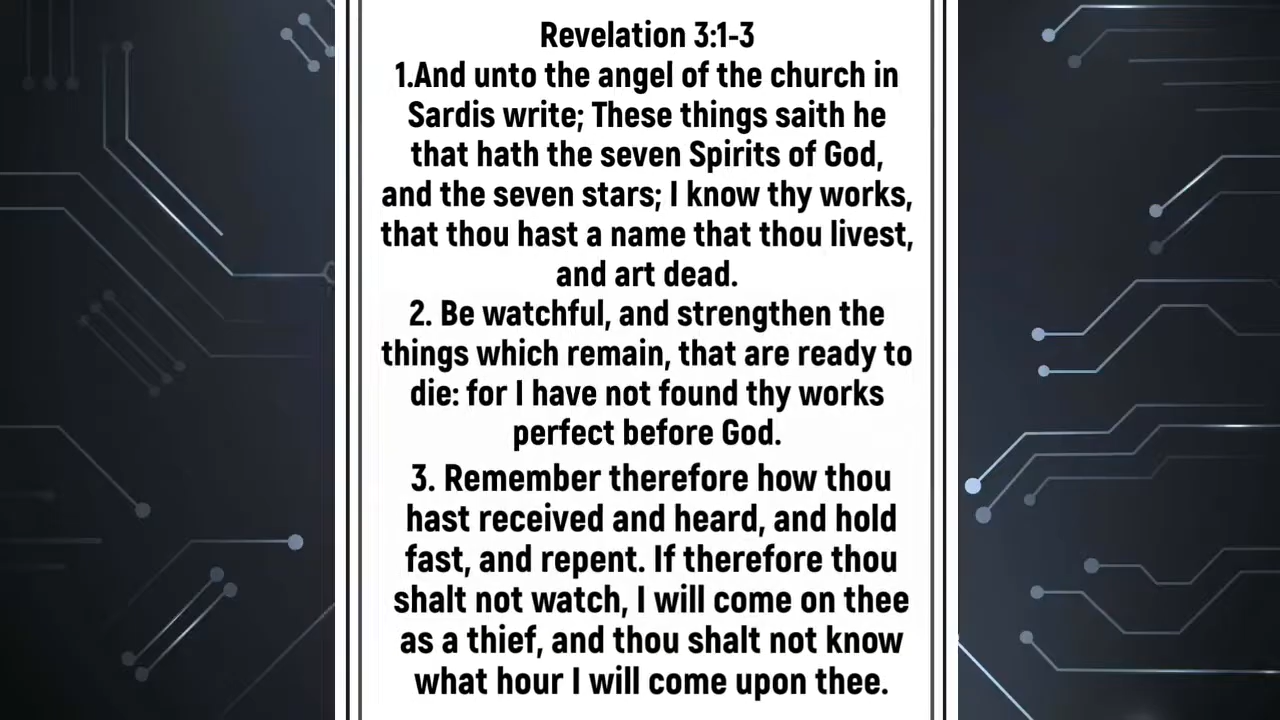 Revelation 3:1-3
1.And unto the angel of the church in
Sardis write; These things saith he
that hath the seven Spirits of God,
and the seven stars; I know thy works,
that thou hast a name that thou livest,
and art dead.
2. Be watchful, and strengthen the
things which remain, that are ready to
die: for I have not found thy works
perfect before God.
3. Remember therefore how thou
hast received and heard, and hold
fast, and repent. If therefore thou
shalt not watch, I will come on thee
as a thief, and thou shalt not know
what hour I will come upon thee.